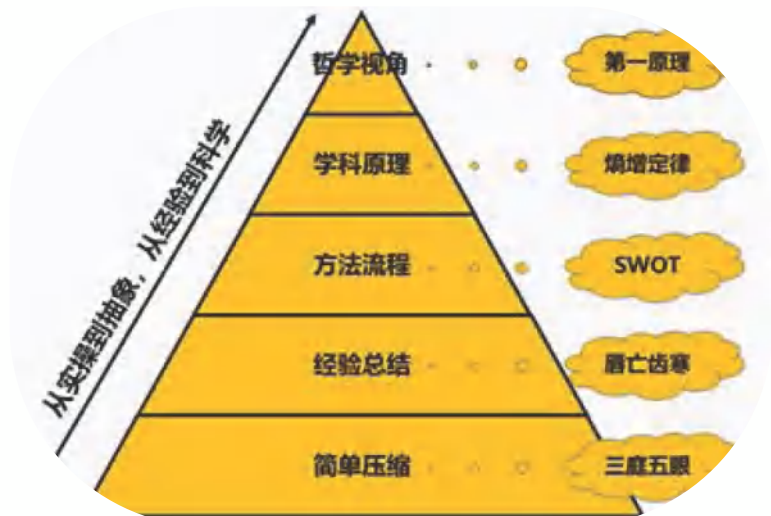 哲学视角
第一原理
学科原理
熵增定律
方法流程
SWOT
经验总结
唇亡齿寒
简单压缩
三庭五眼
从实操到抽象，从经验到科学